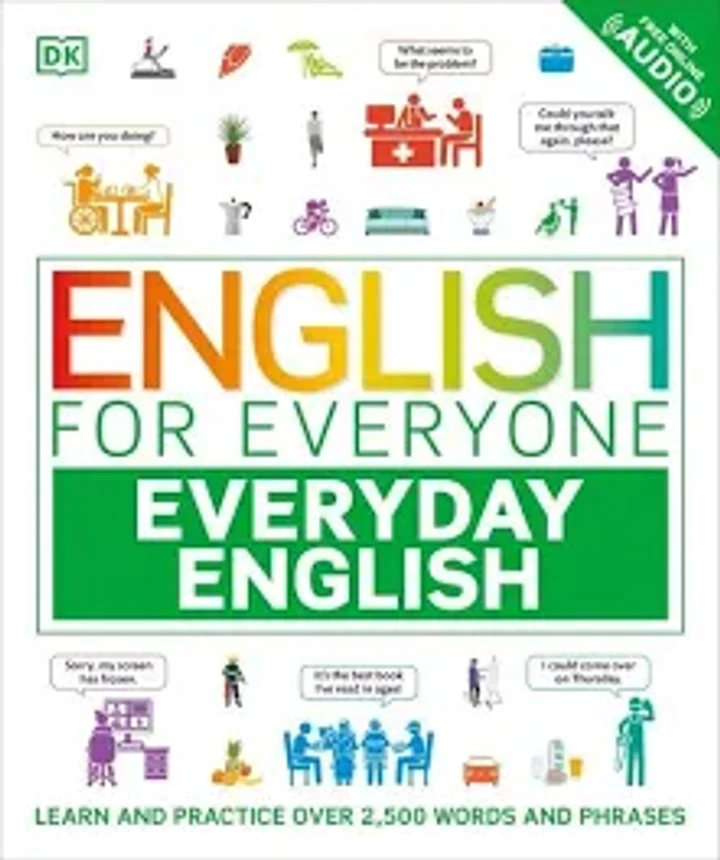 DK
WITH
FREE ONLINE
AUDIO
What seems to
be the problem?
How are you doing?
Could you talk
me through that
again, please?
ENGLISH
FOR EVERYONE
EVERYDAY
ENGLISH
Sorry, my screen
has frozen.
It's the best book
I've read in ages!
I could come over
on Thursday.
LEARN AND PRACTICE OVER 2,500 WORDS AND PHRASES